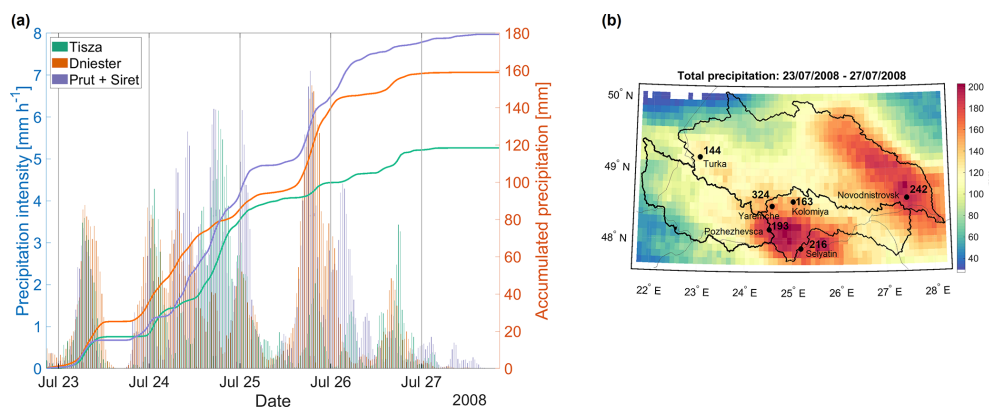 (a)
8
7
6
5
4
3
2
1
0
Precipitation intensity [mm h⁻¹]
Tisza
Dniester
Prut + Siret
180
160
140
120
100
80
60
40
20
0
Accumulated precipitation [mm]
Jul 23 Jul 24 Jul 25 Jul 26 Jul 27
Date 2008
(b)
Total precipitation: 23/07/2008 - 27/07/2008
50° N
49° N
48° N
144
Turka
324
Yaremche
163
Kolomiya
Novodnistrovsk 242
193
Pozhezhevsca
216
Selyatin
22° E 23° E 24° E 25° E 26° E 27° E 28° E
200
180
160
140
120
100
80
60
40